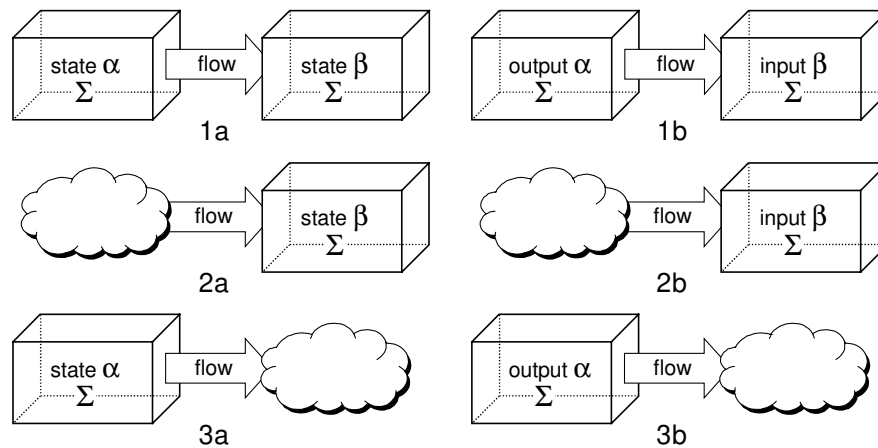 state α flow state β output α flow input β
Σ Σ Σ Σ
1a 1b
flow state β flow input β
Σ Σ
2a 2b
state α flow output α flow
Σ Σ
3a 3b